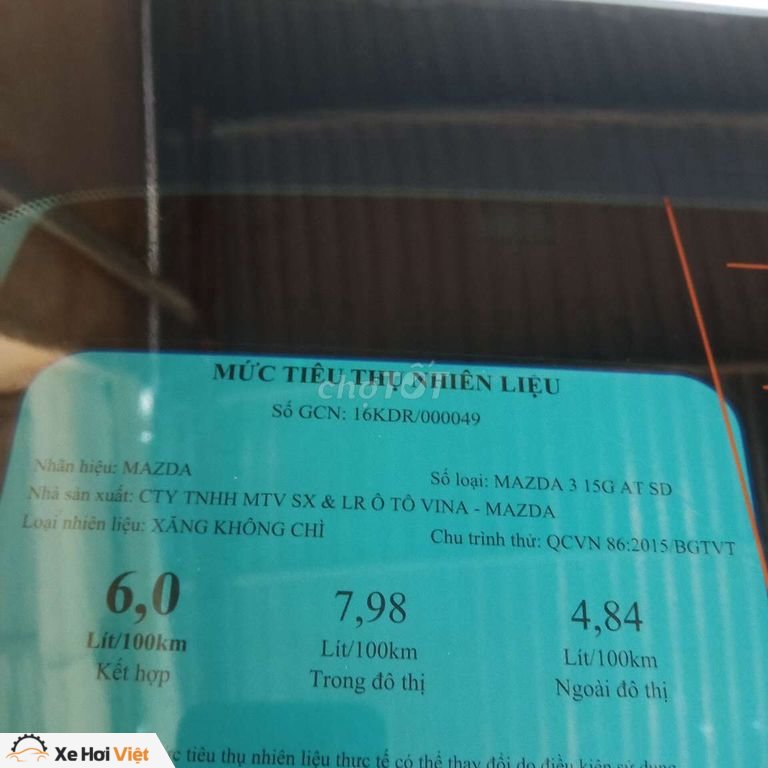 MỨC TIÊU THỤ NHIÊN LIỆU
chợTỐT
Số GCN: 16KDR/000049
Nhãn hiệu: MAZDA
Số loại: MAZDA 3 15G AT SD
Nhà sản xuất: CTY TNHH MTV SX & LR Ô TÔ VINA - MAZDA
Loại nhiên liệu: XĂNG KHÔNG CHÌ
Chu trình thử: QCVN 86:2015/BGTVT
6,0 7,98 4,84
Lít/100km Lít/100km Lít/100km
Kết hợp Trong đô thị Ngoài đô thị
tiêu thụ nhiên liệu thực tế có thể thay đổi do điều kiện sử dụng
Xe Hơi Việt